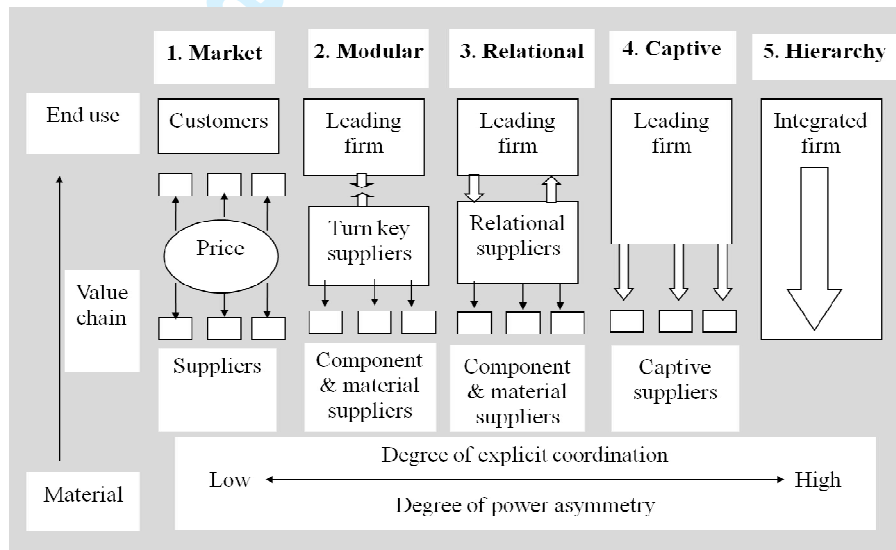 1. Market
2. Modular
3. Relational
4. Captive
5. Hierarchy
End use
Customers
Leading
firm
Leading
firm
Leading
firm
Integrated
firm
Price
Turn key
suppliers
Relational
suppliers
Value
chain
Suppliers
Component
& material
suppliers
Component
& material
suppliers
Captive
suppliers
Material
Degree of explicit coordination
Low
High
Degree of power asymmetry